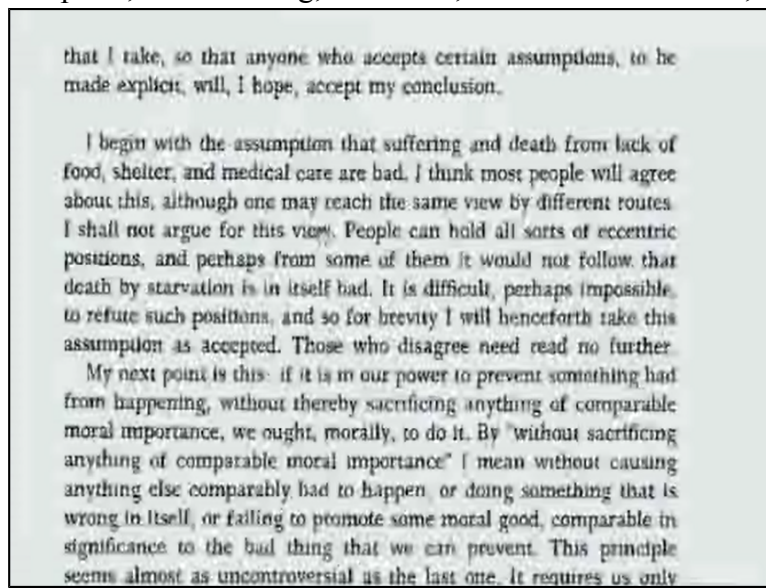 that I take, so that anyone who accepts certain assumptions, to be
made explicit, will, I hope, accept my conclusion.
I begin with the assumption that suffering and death from lack of
food, shelter, and medical care are bad. I think most people will agree
about this, although one may reach the same view by different routes.
I shall not argue for this view. People can hold all sorts of eccentric
positions, and perhaps from some of them it would not follow that
death by starvation is in itself bad. It is difficult, perhaps impossible,
to refute such positions, and so for brevity I will henceforth take this
assumption as accepted. Those who disagree need read no further.
My next point is this: if it is in our power to prevent something bad
from happening, without thereby sacrificing anything of comparable
moral importance, we ought, morally, to do it. By "without sacrificing
anything of comparable moral importance" I mean without causing
anything else comparably bad to happen, or doing something that is
wrong in itself, or failing to promote some moral good, comparable in
significance to the bad thing that we can prevent. This principle
seems almost as uncontroversial as the last one. It requires us only